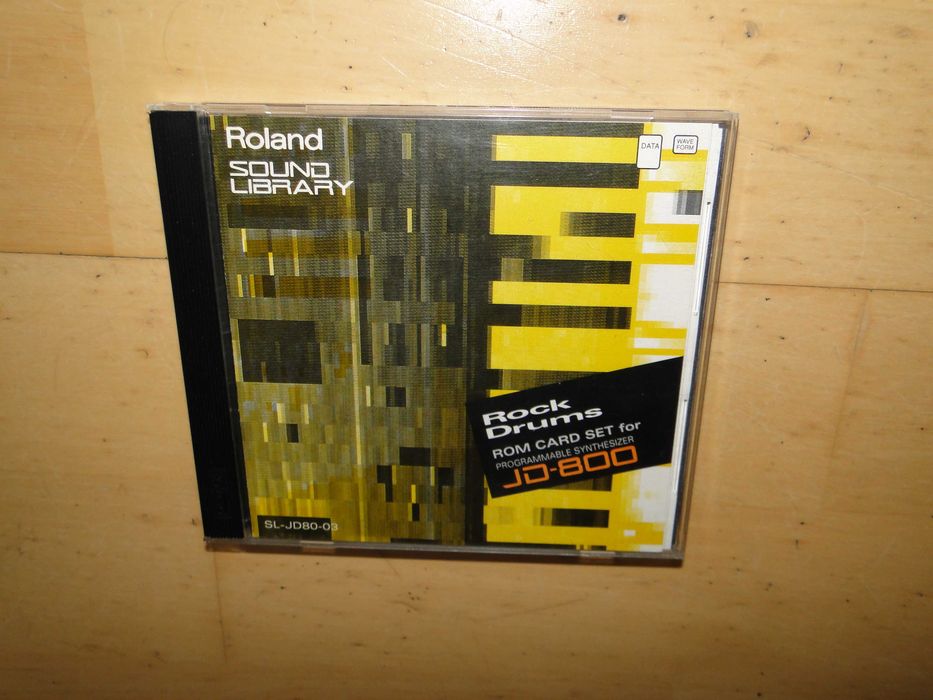 Roland
SOUND
LIBRARY
DATA
WAVE
FORM
Rock
Drums
ROM CARD SET for
PROGRAMMABLE SYNTHESIZER
JD-800
SL-JD80-03